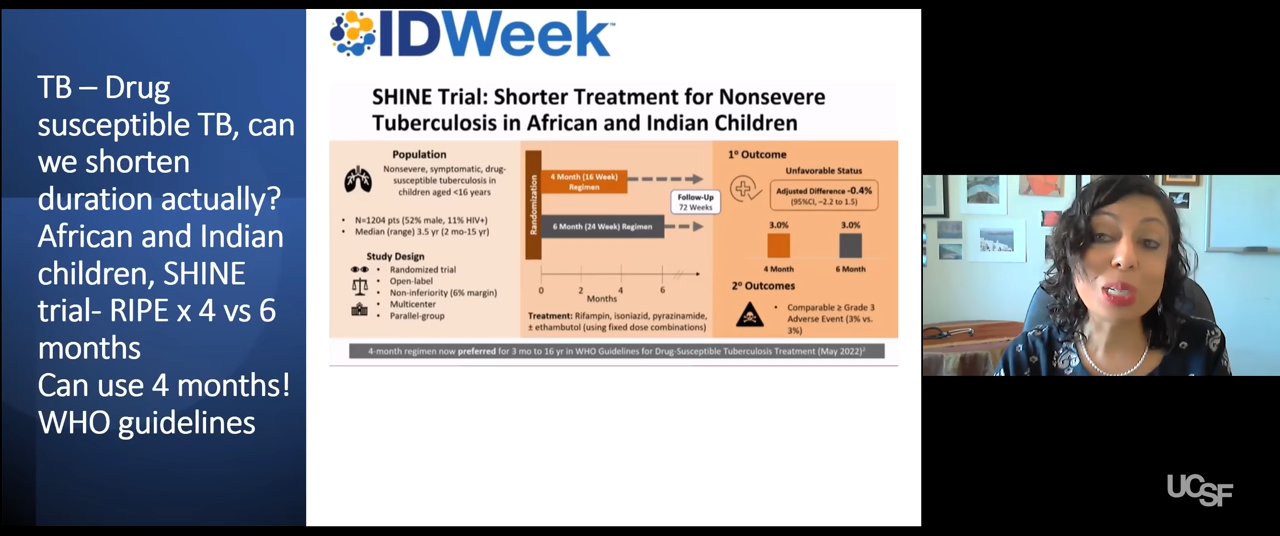 TB – Drug
susceptible TB, can
we shorten
duration actually?
African and Indian
children, SHINE
trial- RIPE x 4 vs 6
months
Can use 4 months!
WHO guidelines
IDWeek™
SHINE Trial: Shorter Treatment for Nonsevere
Tuberculosis in African and Indian Children
Population
Nonsevere, symptomatic, drug-
susceptible tuberculosis in
children aged <16 years
• N=1204 pts (52% male, 11% HIV+)
• Median (range) 3.5 yr (2 mo-15 yr)
Study Design
• Randomized trial
• Open-label
• Non-inferiority (6% margin)
• Multicenter
• Parallel-group
Randomization
4 Month (16 Week)
Regimen
6 Month (24 Week) Regimen
Follow-Up
72 Weeks
0 2 4 6
Months
Treatment: Rifampin, isoniazid, pyrazinamide,
± ethambutol (using fixed dose combinations)
1° Outcome
Unfavorable Status
Adjusted Difference -0.4%
(95%CI, –2.2 to 1.5)
3.0% 3.0%
4 Month 6 Month
2° Outcomes
• Comparable ≥ Grade 3
Adverse Event (3% vs.
3%)
4-month regimen now preferred for 3 mo to 16 yr in WHO Guidelines for Drug-Susceptible Tuberculosis Treatment (May 2022)²
UCSF